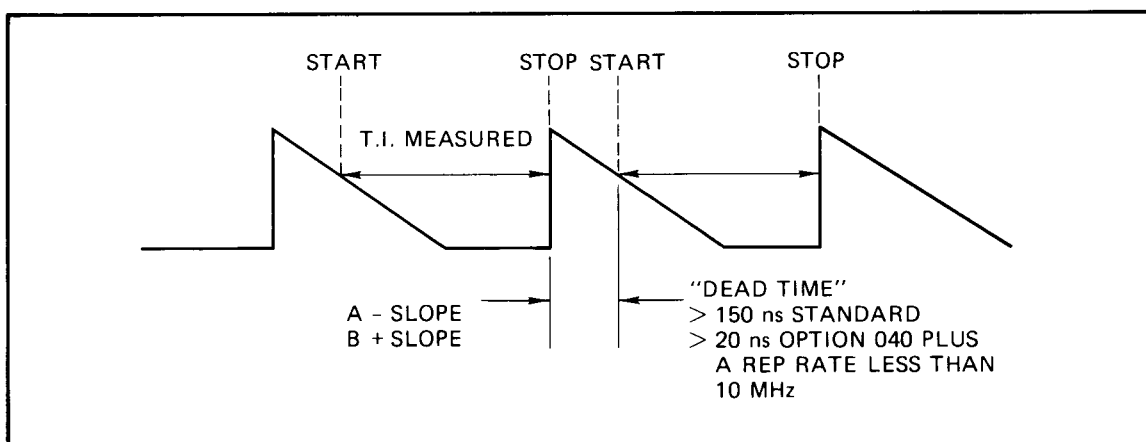 START STOP START STOP
T.I. MEASURED
A – SLOPE
B + SLOPE
"DEAD TIME"
> 150 ns STANDARD
> 20 ns OPTION 040 PLUS
A REP RATE LESS THAN
10 MHz